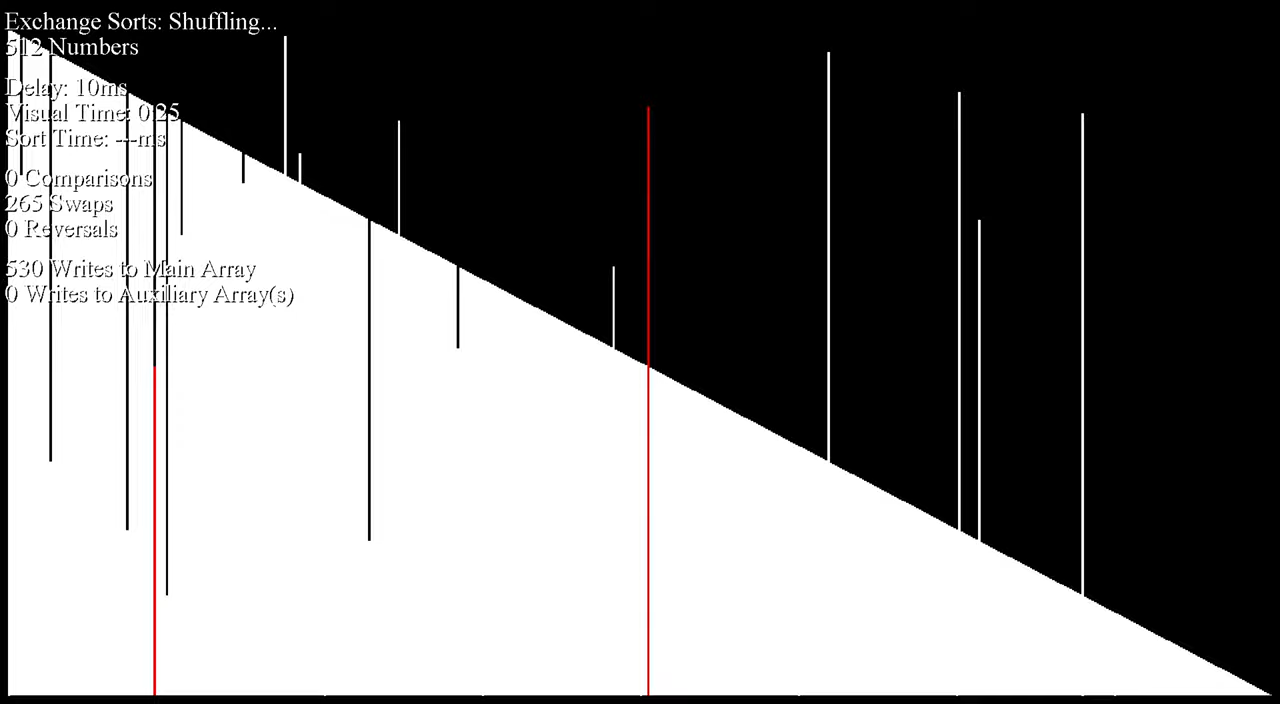 Exchange Sorts: Shuffling...
512 Numbers
Delay: 10ms
Visual Time: 0.25
Sort Time: ---ms
0 Comparisons
265 Swaps
0 Reversals
530 Writes to Main Array
0 Writes to Auxiliary Array(s)